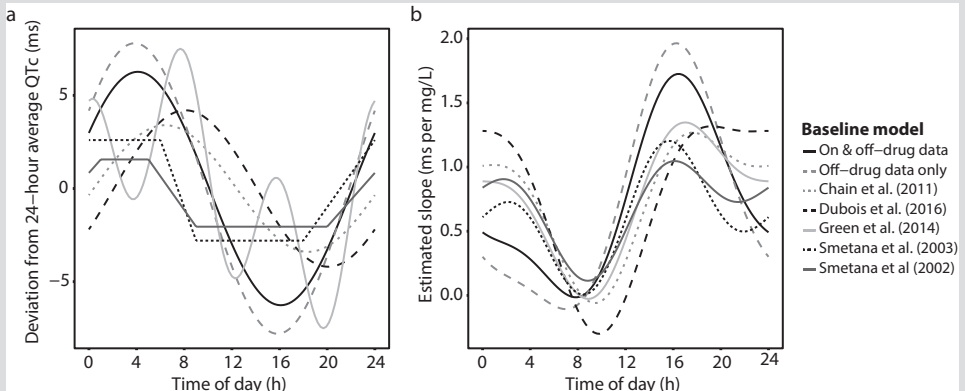 a
Deviation from 24–hour average QTc (ms)
5
0
−5
0 4 8 12 16 20 24
Time of day (h)
b
Estimated slope (ms per mg/L)
2.0
1.5
1.0
0.5
0.0
0 4 8 12 16 20 24
Time of day (h)
Baseline model
On & off–drug data
Off–drug data only
Chain et al. (2011)
Dubois et al. (2016)
Green et al. (2014)
Smetana et al. (2003)
Smetana et al (2002)